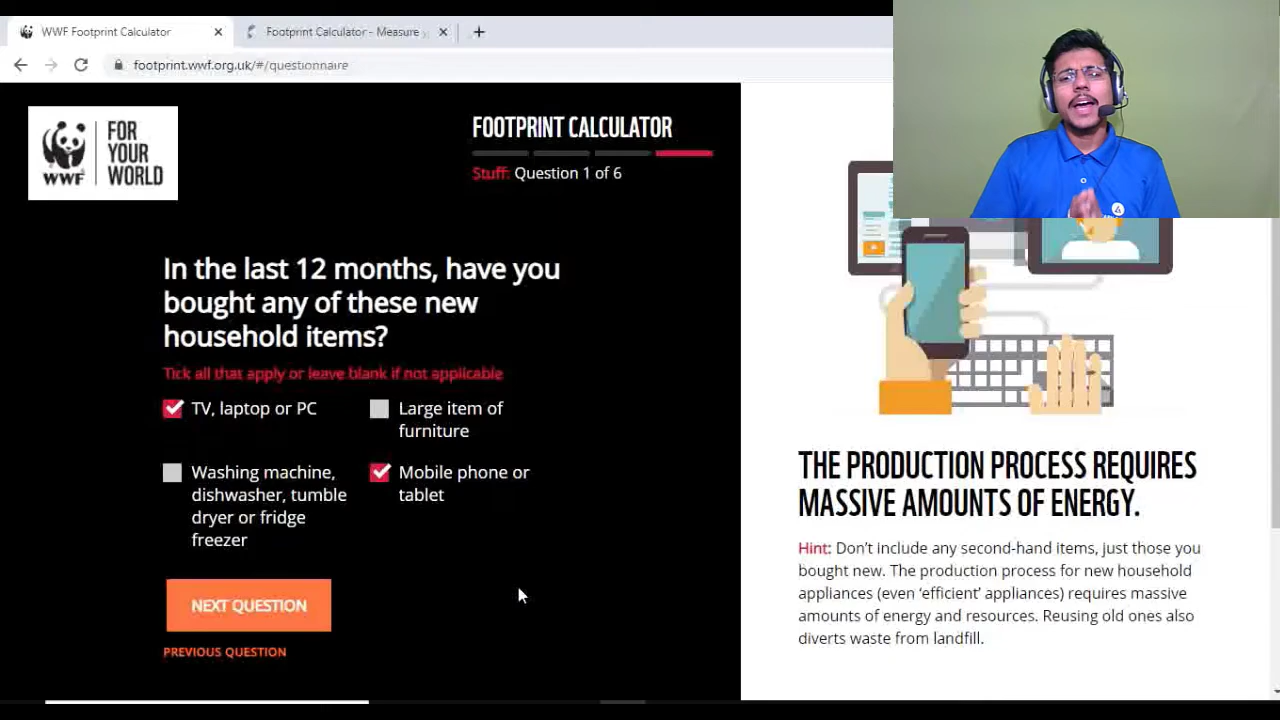 WWF Footprint Calculator
Footprint Calculator - Measure
footprint.wwf.org.uk/#/questionnaire
WWF
FOR
YOUR
WORLD
FOOTPRINT CALCULATOR
Stuff: Question 1 of 6
In the last 12 months, have you
bought any of these new
household items?
Tick all that apply or leave blank if not applicable
TV, laptop or PC
Large item of
furniture
Washing machine,
dishwasher, tumble
dryer or fridge
freezer
Mobile phone or
tablet
NEXT QUESTION
PREVIOUS QUESTION
THE PRODUCTION PROCESS REQUIRES
MASSIVE AMOUNTS OF ENERGY.
Hint: Don’t include any second-hand items, just those you
bought new. The production process for new household
appliances (even ‘efficient’ appliances) requires massive
amounts of energy and resources. Reusing old ones also
diverts waste from landfill.